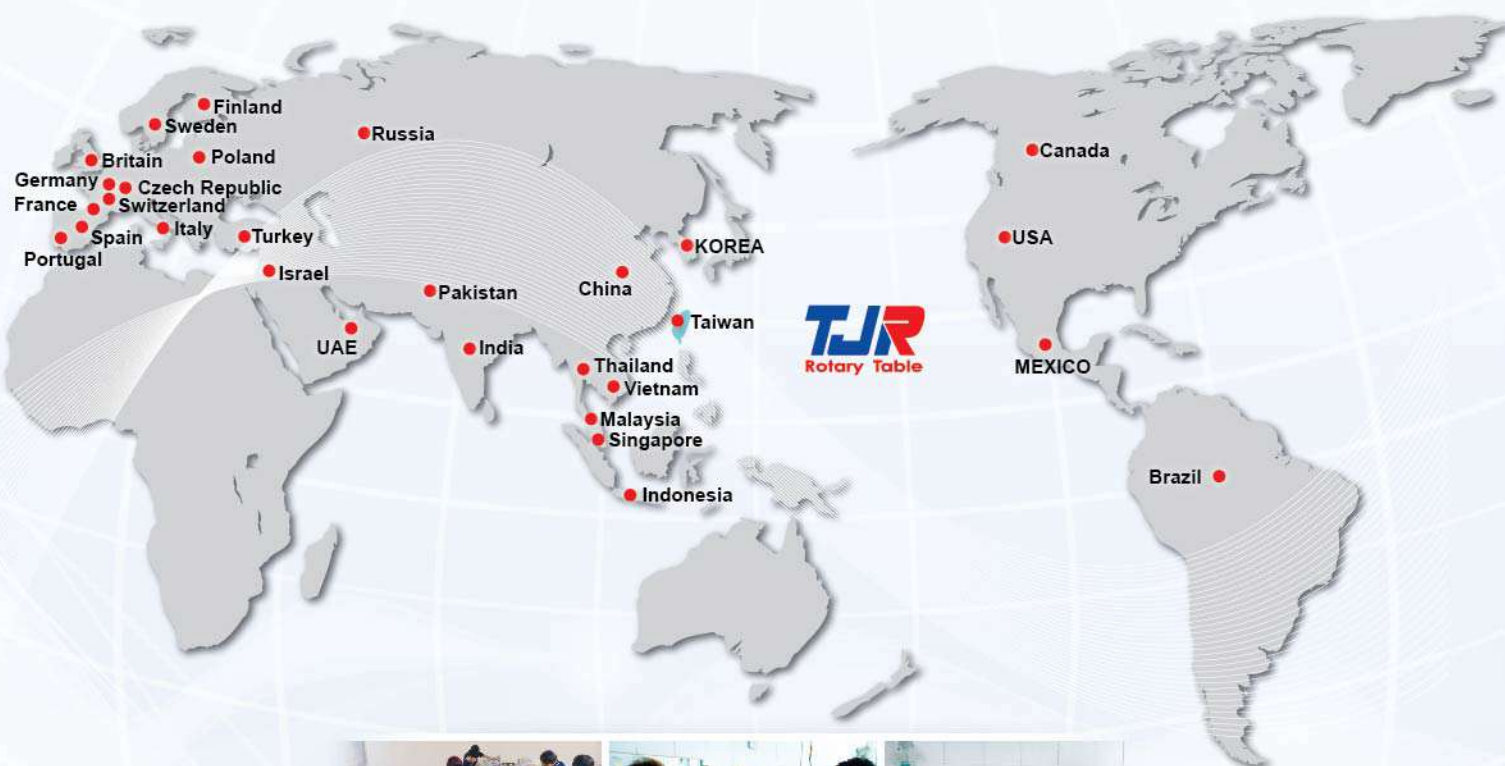 Finland
Sweden
Russia
Britain
Poland
Canada
Germany
Czech Republic
France
Switzerland
Spain
Italy
Turkey
KOREA
USA
Portugal
Israel
China
Pakistan
Taiwan
UAE
India
TJR
Rotary Table
Thailand
MEXICO
Vietnam
Malaysia
Singapore
Brazil
Indonesia